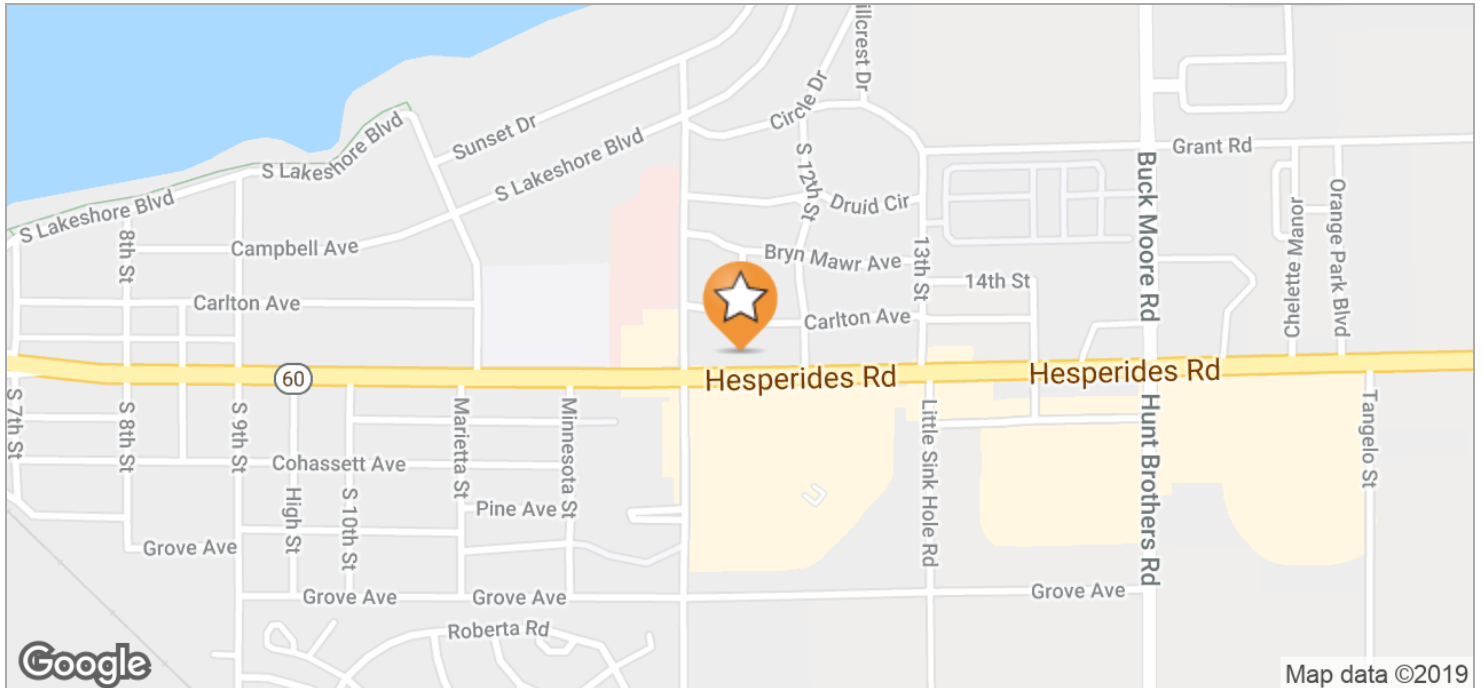 Hillcrest Dr
Circle Dr
Sunset Dr
S Lakeshore Blvd
S Lakeshore Blvd
S Lakeshore Blvd
Grant Rd
Buck Moore Rd
S 12th St
Druid Cir
Orange Park Blvd
Chelette Manor
8th St
Campbell Ave
Bryn Mawr Ave
13th St
14th St
Carlton Ave
Carlton Ave
60
Hesperides Rd
Hesperides Rd
S 7th St
S 8th St
S 9th St
Marietta St
Minnesota St
Little Sink Hole Rd
Hunt Brothers Rd
Tangelo St
Cohassett Ave
High St
S 10th St
Pine Ave
Grove Ave
Grove Ave
Grove Ave
Grove Ave
Roberta Rd
Google
Map data ©2019